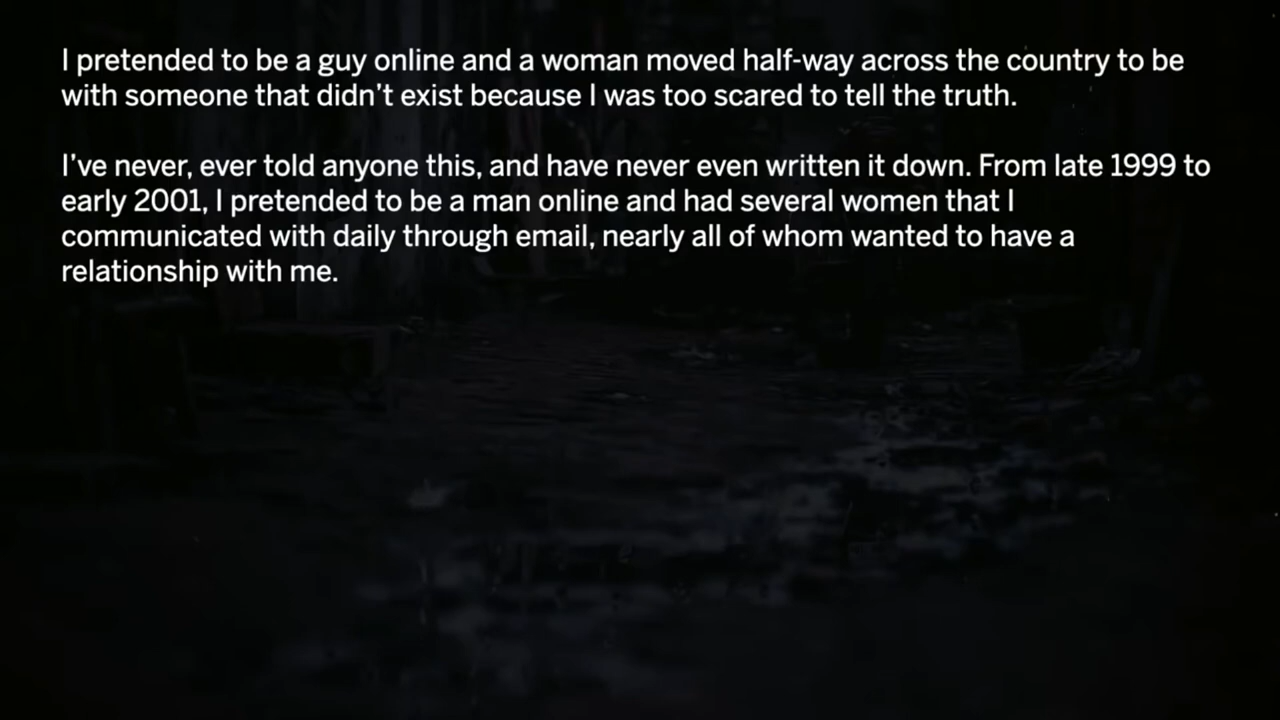 I pretended to be a guy online and a woman moved half-way across the country to be
with someone that didn’t exist because I was too scared to tell the truth.
I’ve never, ever told anyone this, and have never even written it down. From late 1999 to
early 2001, I pretended to be a man online and had several women that I
communicated with daily through email, nearly all of whom wanted to have a
relationship with me.